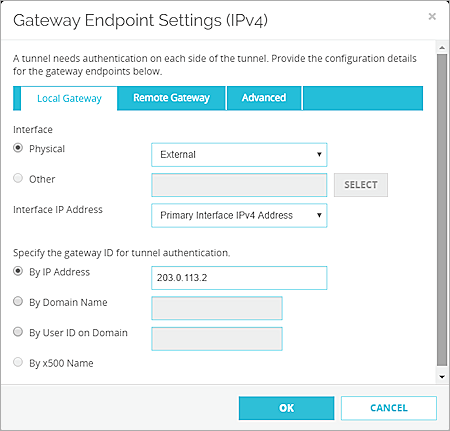 Gateway Endpoint Settings (IPv4)
×
A tunnel needs authentication on each side of the tunnel. Provide the configuration details
for the gateway endpoints below.
Local Gateway Remote Gateway Advanced
Interface
Physical External
Other SELECT
Interface IP Address Primary Interface IPv4 Address
Specify the gateway ID for tunnel authentication.
By IP Address 203.0.113.2
By Domain Name
By User ID on Domain
By x500 Name
OK CANCEL